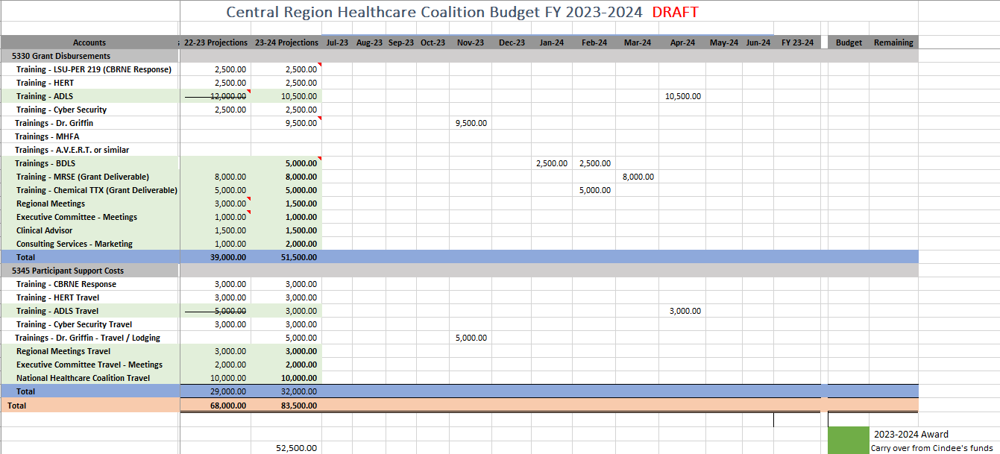 Central Region Healthcare Coalition Budget FY 2023-2024 DRAFT
Accounts 22-23 Projections 23-24 Projections Jul-23 Aug-23 Sep-23 Oct-23 Nov-23 Dec-23 Jan-24 Feb-24 Mar-24 Apr-24 May-24 Jun-24 FY 23-24 Budget Remaining
5330 Grant Disbursements
Training - LSU-PER 219 (CBRNE Response) 2,500.00 2,500.00
Training - HERT 2,500.00 2,500.00
Training - ADLS 12,000.00 10,500.00 10,500.00
Training - Cyber Security 2,500.00 2,500.00
Trainings - Dr. Griffin 9,500.00 9,500.00
Trainings - MHFA
Trainings - A.V.E.R.T. or similar
Trainings - BDLS 5,000.00 2,500.00 2,500.00
Training - MRSE (Grant Deliverable) 8,000.00 8,000.00 8,000.00
Training - Chemical TTX (Grant Deliverable) 5,000.00 5,000.00 5,000.00
Regional Meetings 3,000.00 1,500.00
Executive Committee - Meetings 1,000.00 1,000.00
Clinical Advisor 1,500.00 1,500.00
Consulting Services - Marketing 1,000.00 2,000.00
Total 39,000.00 51,500.00
5345 Participant Support Costs
Training - CBRNE Response 3,000.00 3,000.00
Training - HERT Travel 3,000.00 3,000.00
Training - ADLS Travel 5,000.00 3,000.00 3,000.00
Training - Cyber Security Travel 3,000.00 3,000.00
Trainings - Dr. Griffin - Travel / Lodging 5,000.00 5,000.00
Regional Meetings Travel 3,000.00 3,000.00
Executive Committee Travel - Meetings 2,000.00 2,000.00
National Healthcare Coalition Travel 10,000.00 10,000.00
Total 29,000.00 32,000.00
Total 68,000.00 83,500.00
2023-2024 Award
52,500.00 Carry over from Cindee's funds